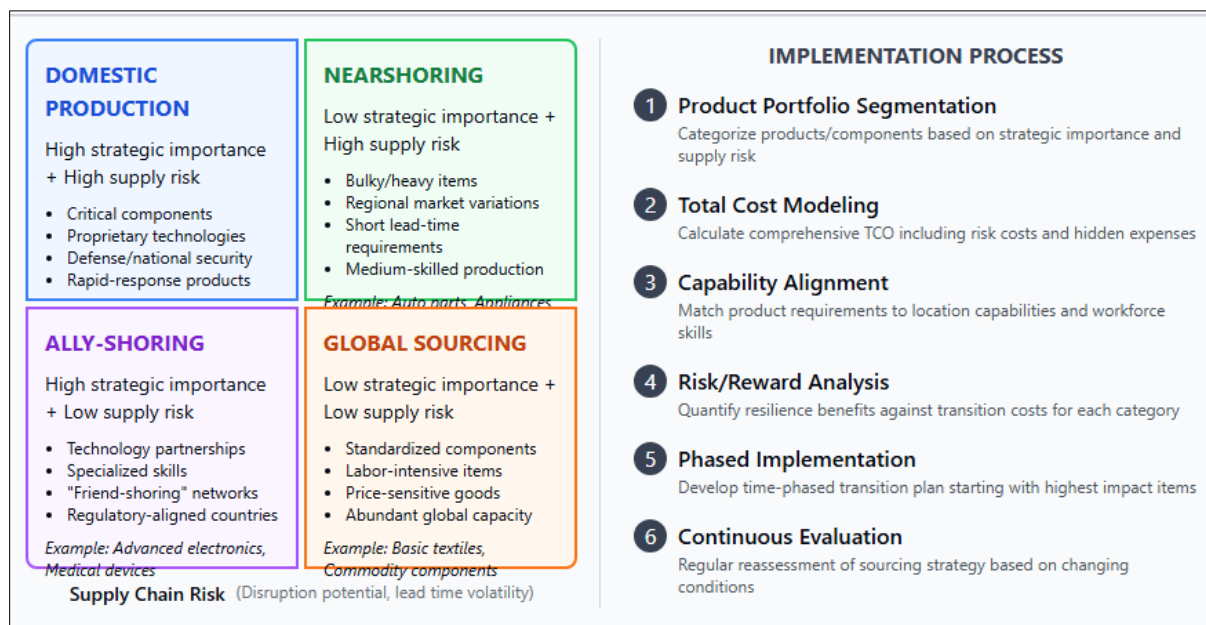 DOMESTIC
PRODUCTION
High strategic importance
+ High supply risk
• Critical components
• Proprietary technologies
• Defense/national security
• Rapid-response products
NEARSHORING
Low strategic importance +
High supply risk
• Bulky/heavy items
• Regional market variations
• Short lead-time
requirements
• Medium-skilled production
Example: Auto parts, Appliances
ALLY-SHORING
High strategic importance
+ Low supply risk
• Technology partnerships
• Specialized skills
• "Friend-shoring" networks
• Regulatory-aligned countries
Example: Advanced electronics,
Medical devices
GLOBAL SOURCING
Low strategic importance +
Low supply risk
• Standardized components
• Labor-intensive items
• Price-sensitive goods
• Abundant global capacity
Example: Basic textiles,
Commodity components
Supply Chain Risk (Disruption potential, lead time volatility)
IMPLEMENTATION PROCESS
1 Product Portfolio Segmentation
Categorize products/components based on strategic importance and
supply risk
2 Total Cost Modeling
Calculate comprehensive TCO including risk costs and hidden expenses
3 Capability Alignment
Match product requirements to location capabilities and workforce
skills
4 Risk/Reward Analysis
Quantify resilience benefits against transition costs for each category
5 Phased Implementation
Develop time-phased transition plan starting with highest impact items
6 Continuous Evaluation
Regular reassessment of sourcing strategy based on changing
conditions